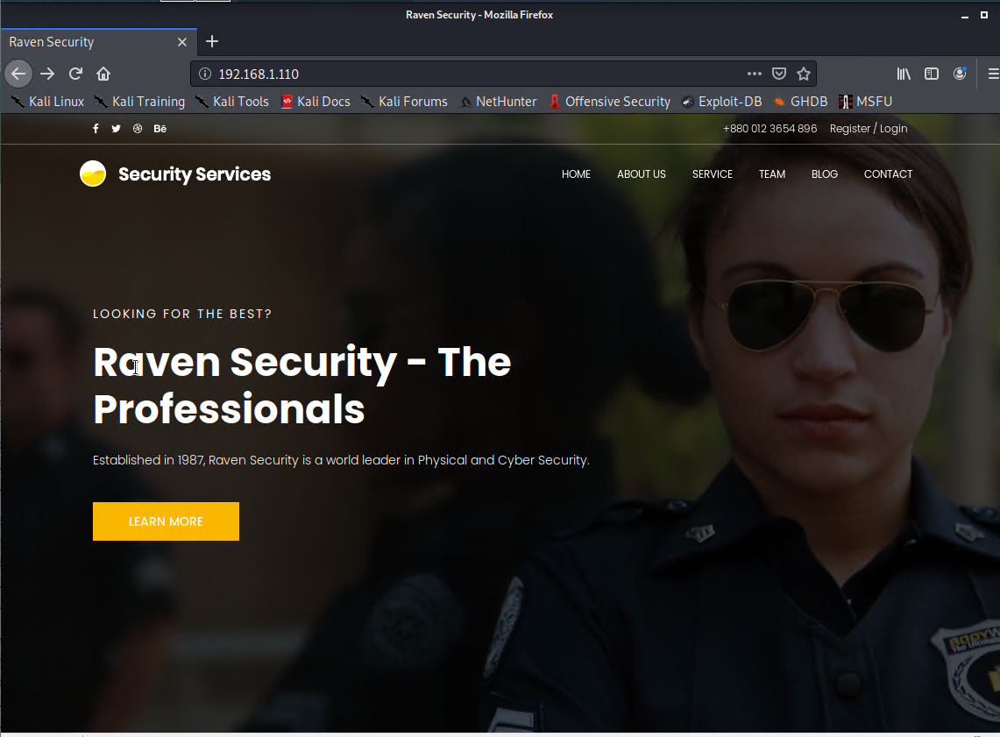 Raven Security - Mozilla Firefox
Raven Security
192.168.1.110
Kali Linux Kali Training Kali Tools Kali Docs Kali Forums NetHunter Offensive Security Exploit-DB GHDB MSFU
+880 012 3654 896 Register / Login
Security Services HOME ABOUT US SERVICE TEAM BLOG CONTACT
LOOKING FOR THE BEST?
Raven Security - The
Professionals
Established in 1987, Raven Security is a world leader in Physical and Cyber Security.
LEARN MORE